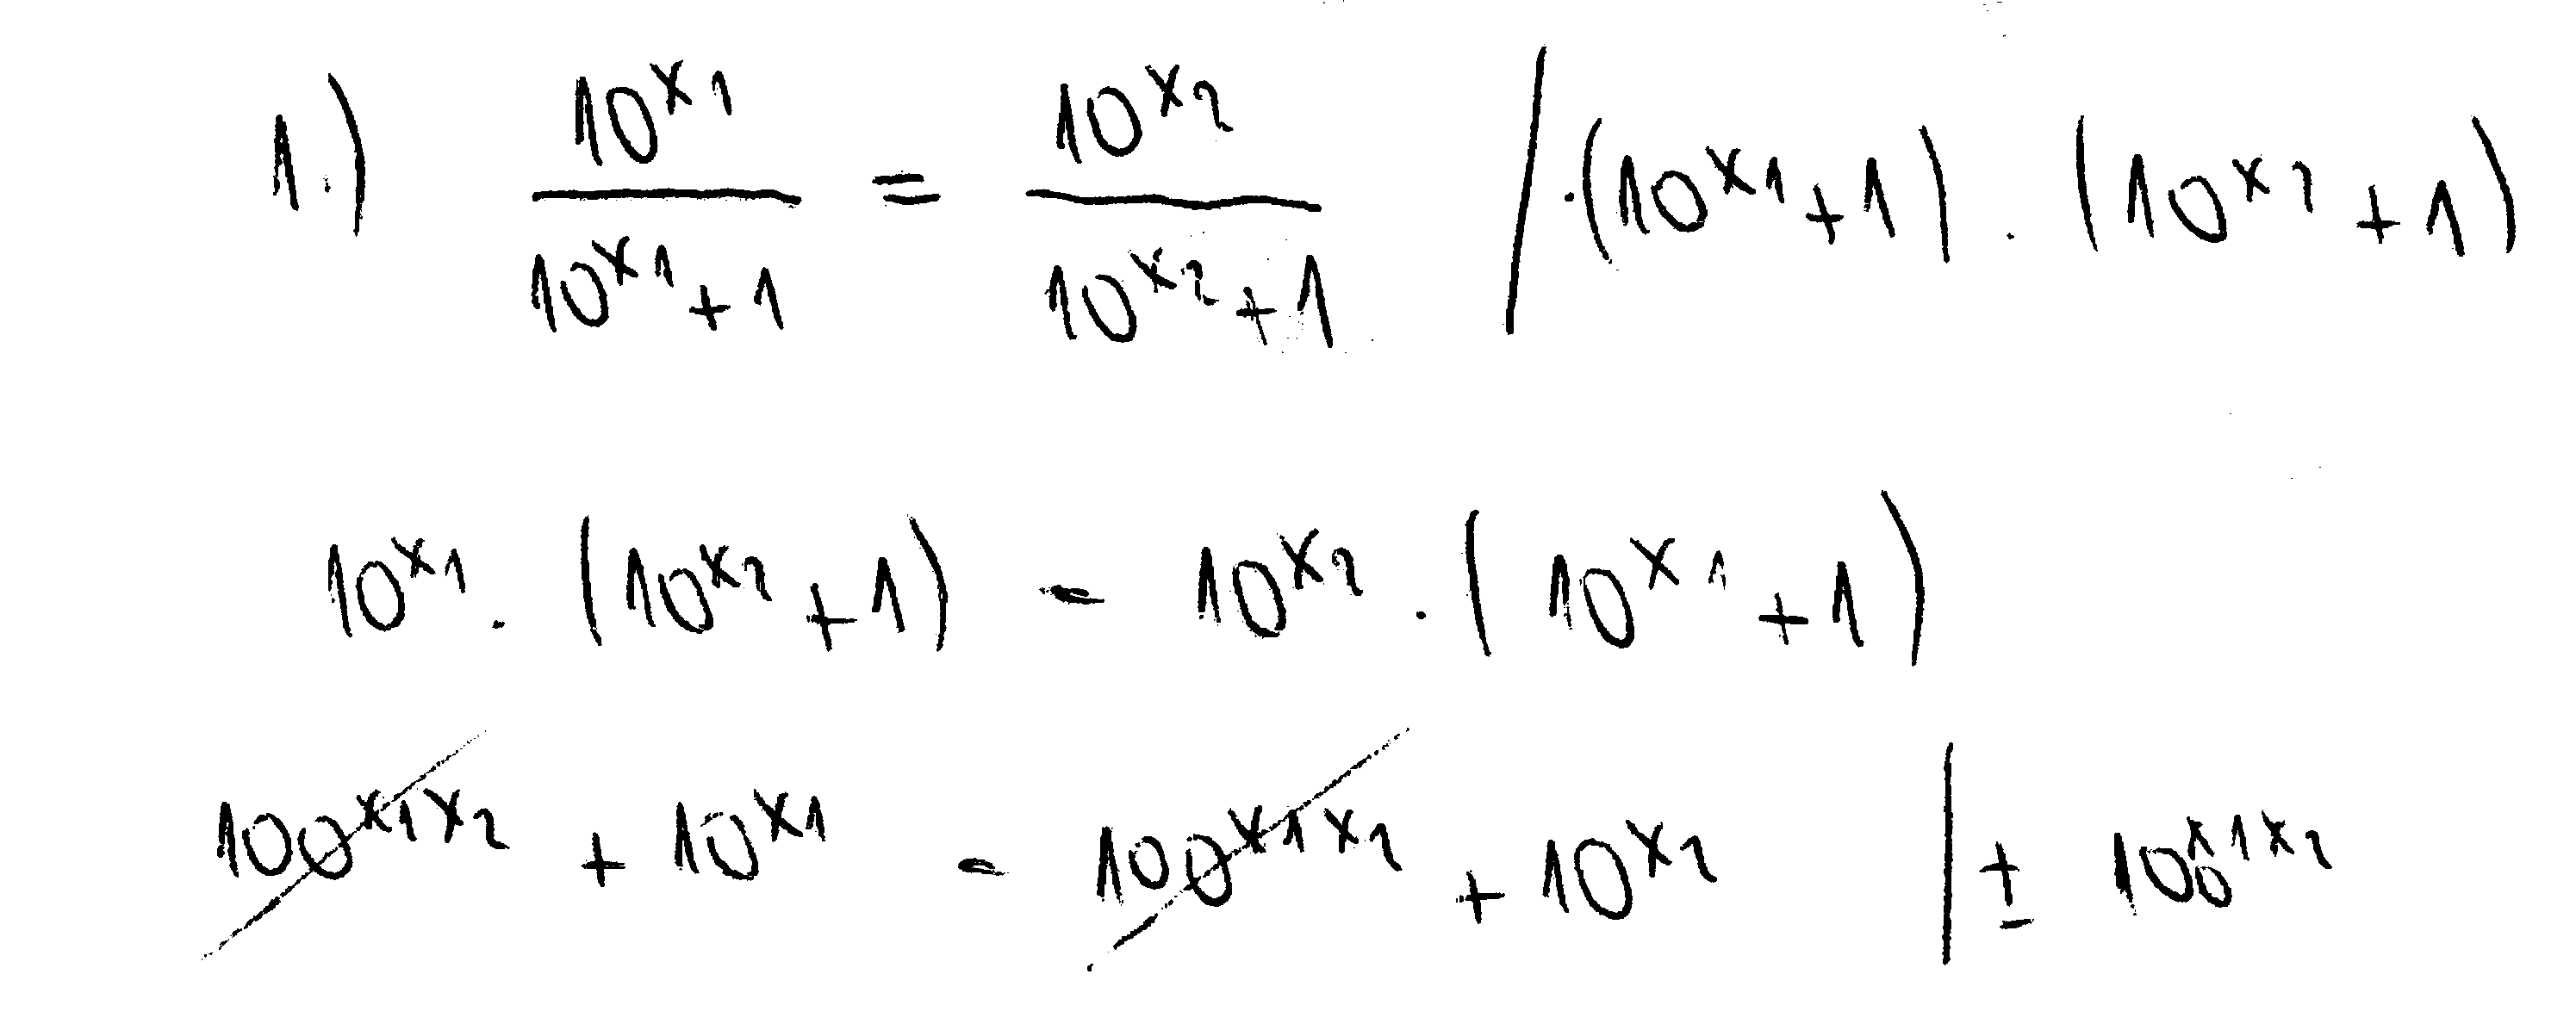 1.) 10^x1 / (10^x1 + 1) = 10^x2 / (10^x2 + 1) / ·(10^x1 + 1) · (10^x2 + 1)
10^x1 · (10^x2 + 1) = 10^x2 · (10^x1 + 1)
100^x1x2 + 10^x1 = 100^x1x2 + 10^x2 | ± 100^x1x2